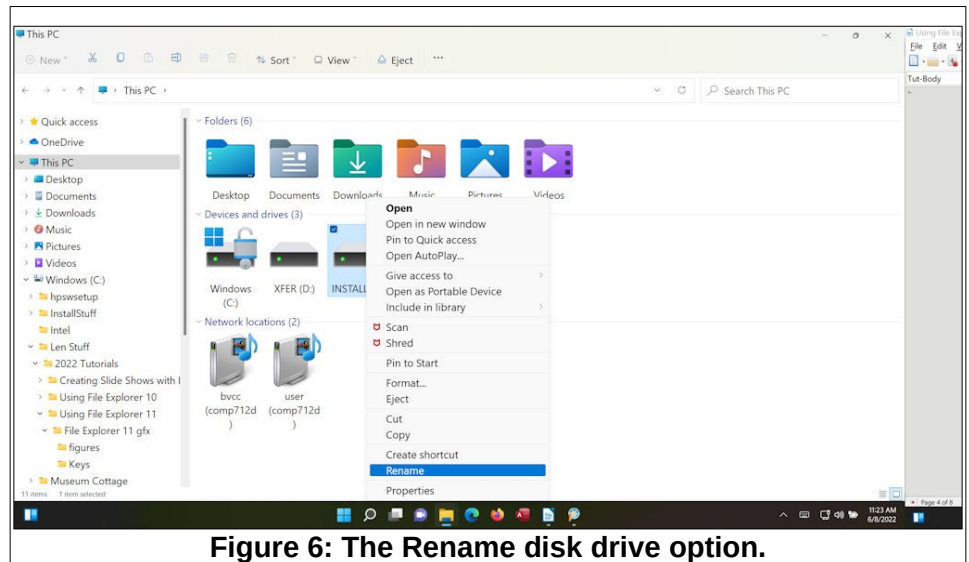 This PC
New
Sort
View
Eject
...
This PC
Search This PC
Quick access
OneDrive
This PC
Desktop
Documents
Downloads
Music
Pictures
Videos
Windows (C:)
hpswsetup
InstallStuff
Intel
Len Stuff
2022 Tutorials
Creating Slide Shows with I
Using File Explorer 10
Using File Explorer 11
File Explorer 11 gfx
figures
Keys
Museum Cottage
11 items 1 item selected
Folders (6)
Desktop Documents Downloads Music Pictures Videos
Devices and drives (3)
Windows XFER (D:) INSTALL
(C:)
Network locations (2)
bvcc user
(comp712d (comp712d
) )
Open
Open in new window
Pin to Quick access
Open AutoPlay...
Give access to
Open as Portable Device
Include in library
Scan
Shred
Pin to Start
Format...
Eject
Cut
Copy
Create shortcut
Rename
Properties
Using File Exp
File Edit V
Tut-Body
Page 4 of 8
11:23 AM
6/8/2022
Figure 6: The Rename disk drive option.